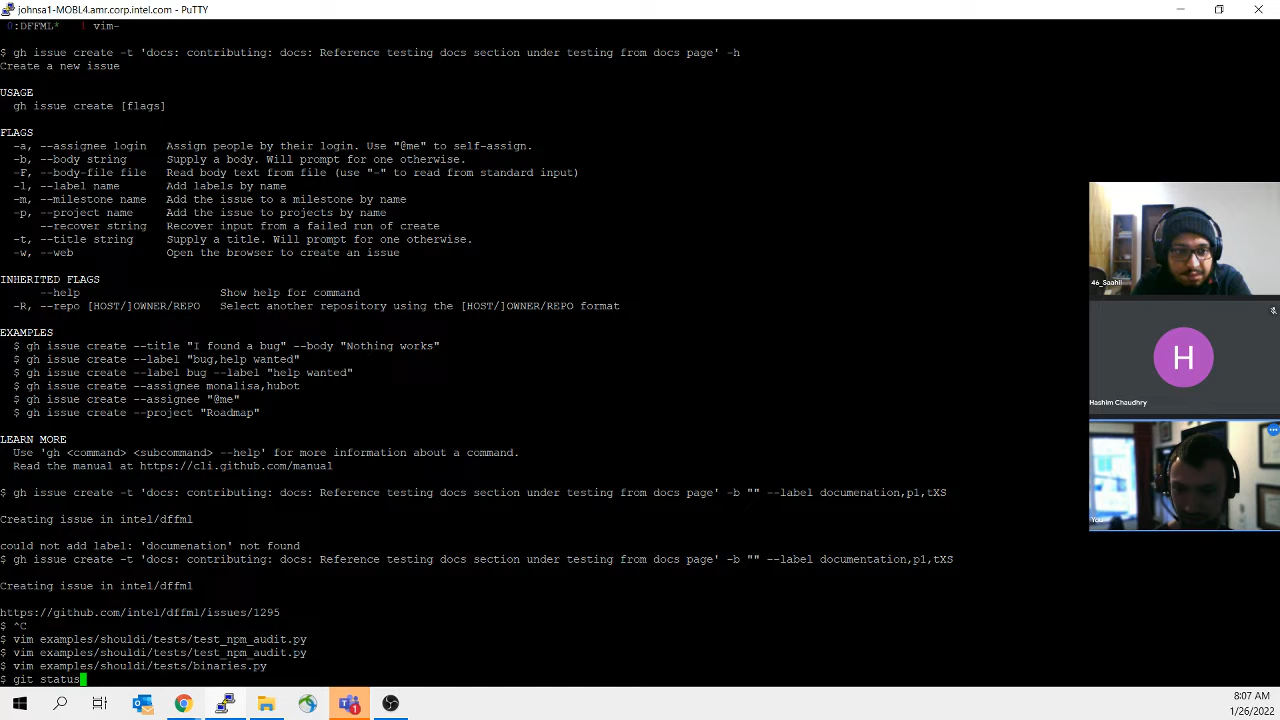 johnsa1-MOBL4.amr.corp.intel.com - PuTTY
0:DFFML*   1 vim-
$ gh issue create -t 'docs: contributing: docs: Reference testing docs section under testing from docs page' -h
Create a new issue
USAGE
gh issue create [flags]
FLAGS
-a, --assignee login   Assign people by their login. Use "@me" to self-assign.
-b, --body string      Supply a body. Will prompt for one otherwise.
-F, --body-file file   Read body text from file (use "-" to read from standard input)
-l, --label name       Add labels by name
-m, --milestone name   Add the issue to a milestone by name
-p, --project name     Add the issue to projects by name
--recover string   Recover input from a failed run of create
-t, --title string     Supply a title. Will prompt for one otherwise.
-w, --web              Open the browser to create an issue
INHERITED FLAGS
--help                     Show help for command
-R, --repo [HOST/]OWNER/REPO   Select another repository using the [HOST/]OWNER/REPO format
EXAMPLES
$ gh issue create --title "I found a bug" --body "Nothing works"
$ gh issue create --label "bug,help wanted"
$ gh issue create --label bug --label "help wanted"
$ gh issue create --assignee monalisa,hubot
$ gh issue create --assignee "@me"
$ gh issue create --project "Roadmap"
LEARN MORE
Use 'gh <command> <subcommand> --help' for more information about a command.
Read the manual at https://cli.github.com/manual
$ gh issue create -t 'docs: contributing: docs: Reference testing docs section under testing from docs page' -b "" --label documenation,p1,tXS
Creating issue in intel/dffml
could not add label: 'documenation' not found
$ gh issue create -t 'docs: contributing: docs: Reference testing docs section under testing from docs page' -b "" --label documentation,p1,tXS
Creating issue in intel/dffml
https://github.com/intel/dffml/issues/1295
$ ^C
$ vim examples/shouldi/tests/test_npm_audit.py
$ vim examples/shouldi/tests/test_npm_audit.py
$ vim examples/shouldi/tests/binaries.py
$ git status
46_Saahil
H
Hashim Chaudhry
You
1
8:07 AM
1/26/2022